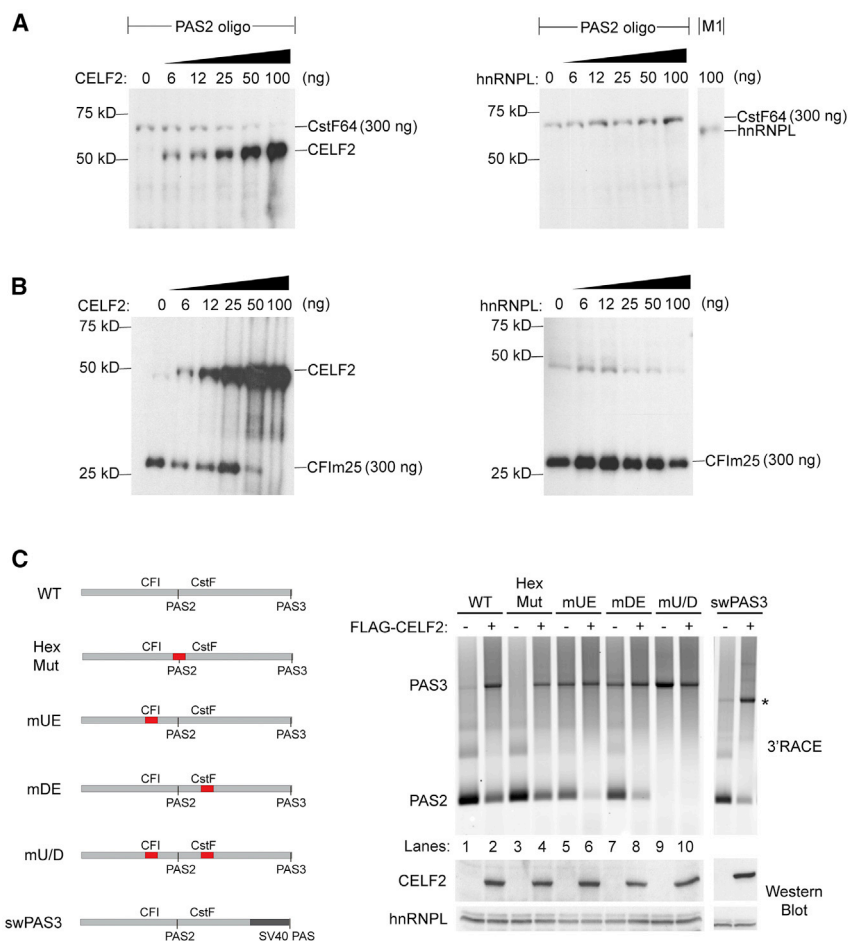 A
PAS2 oligo
CELF2: 0 6 12 25 50 100 (ng)
75 kD
50 kD
CstF64 (300 ng)
CELF2
PAS2 oligo M1
hnRNPL: 0 6 12 25 50 100 100 (ng)
75 kD
50 kD
CstF64 (300 ng)
hnRNPL
B
CELF2: 0 6 12 25 50 100 (ng)
75 kD
50 kD
25 kD
CELF2
CFIm25 (300 ng)
hnRNPL: 0 6 12 25 50 100 (ng)
75 kD
50 kD
25 kD
CFIm25 (300 ng)
C
WT
CFI CstF
PAS2 PAS3
Hex
Mut
CFI CstF
PAS2 PAS3
mUE
CFI CstF
PAS2 PAS3
mDE
CFI CstF
PAS2 PAS3
mU/D
CFI CstF
PAS2 PAS3
swPAS3
CFI CstF
PAS2 SV40 PAS
WT Hex Mut mUE mDE mU/D swPAS3
FLAG-CELF2: - + - + - + - + - + - +
PAS3
*
3'RACE
PAS2
Lanes: 1 2 3 4 5 6 7 8 9 10
CELF2
hnRNPL
Western
Blot